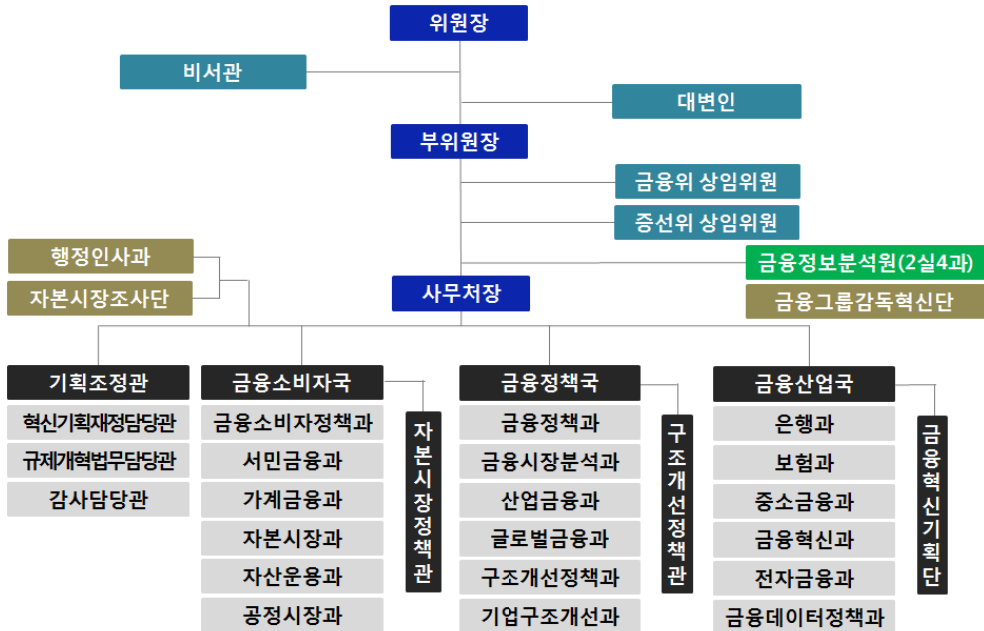 위원장
비서관
대변인
부위원장
금융위 상임위원
증선위 상임위원
행정인사과
금융정보분석원(2실4과)
자본시장조사단
사무처장
금융그룹감독혁신단
기획조정관
혁신기획재정담당관
규제개혁법무담당관
감사담당관
금융소비자국
금융소비자정책과
서민금융과
가계금융과
자본시장과
자산운용과
공정시장과
자본시장정책관
금융정책국
금융정책과
금융시장분석과
산업금융과
글로벌금융과
구조개선정책과
기업구조개선과
구조개선정책관
금융산업국
은행과
보험과
중소금융과
금융혁신과
전자금융과
금융데이터정책과
금융혁신기획단